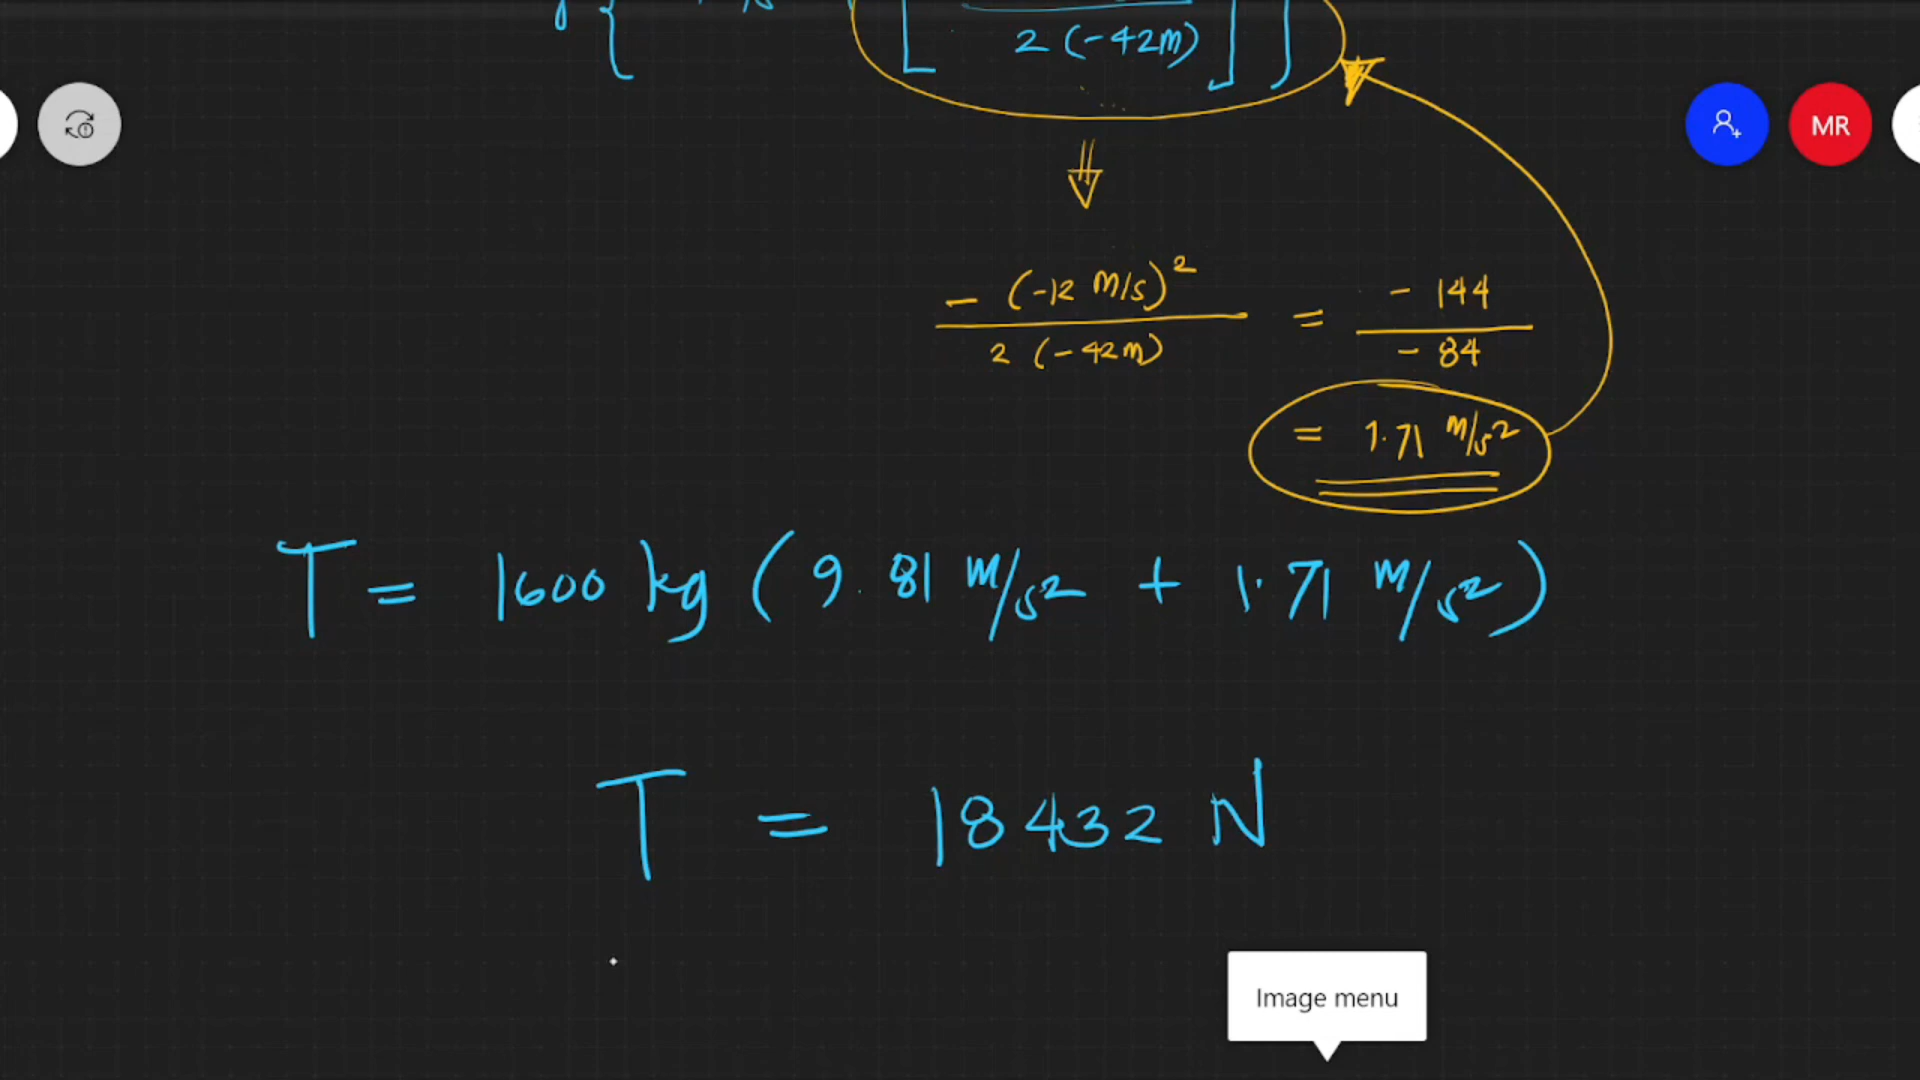 2 (-42m)
MR
- (-12 m/s)²
2 (-42m)
= - 144
- 84
= 1.71 m/s²
T = 1600 kg ( 9.81 m/s² + 1.71 m/s² )
T = 18432 N
Image menu